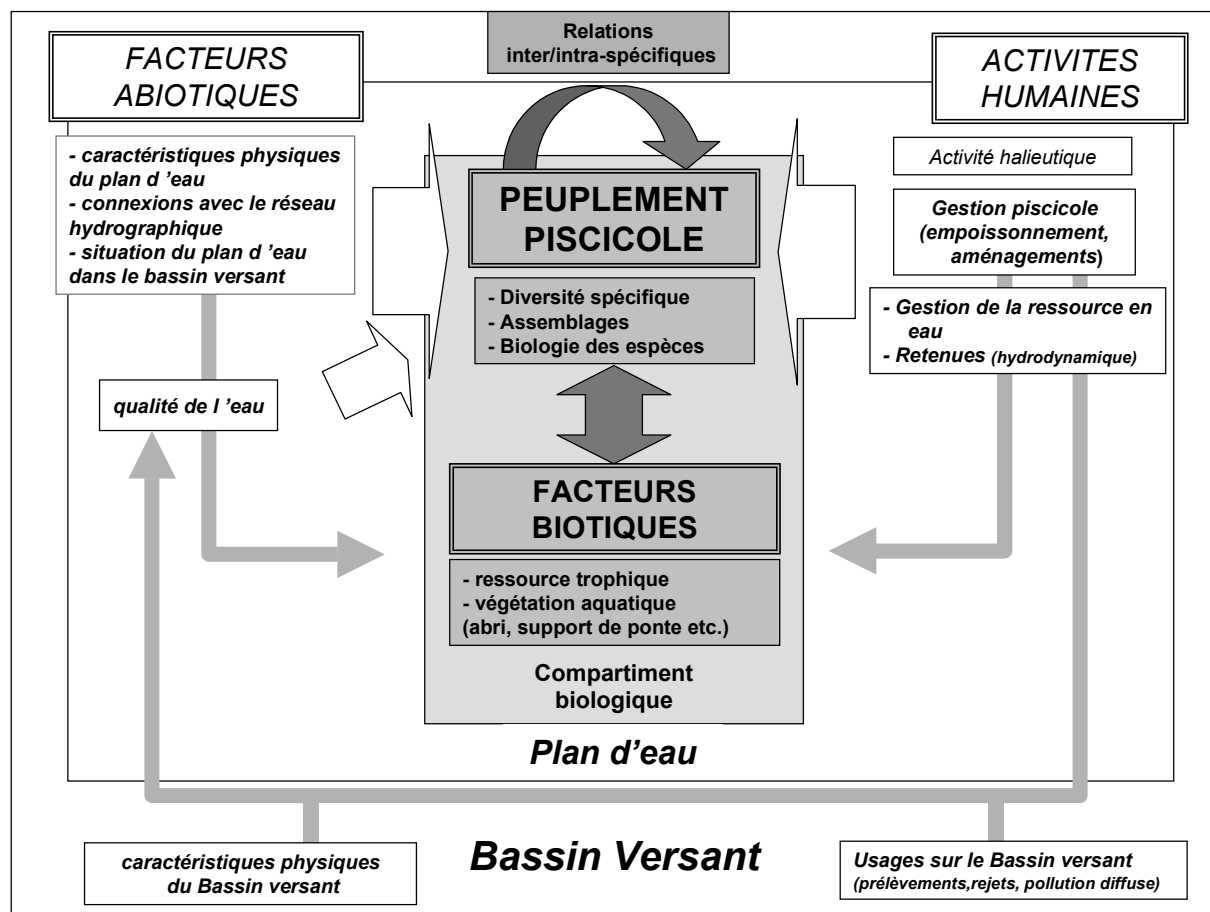 Relations
inter/intra-spécifiques
FACTEURS
ABIOTIQUES
ACTIVITES
HUMAINES
- caractéristiques physiques
du plan d ’eau
- connexions avec le réseau
hydrographique
- situation du plan d ’eau
dans le bassin versant
qualité de l ’eau
PEUPLEMENT
PISCICOLE
- Diversité spécifique
- Assemblages
- Biologie des espèces
FACTEURS
BIOTIQUES
- ressource trophique
- végétation aquatique
(abri, support de ponte etc.)
Compartiment
biologique
Activité halieutique
Gestion piscicole
(empoissonnement,
aménagements)
- Gestion de la ressource en
eau
- Retenues (hydrodynamique)
Plan d’eau
caractéristiques physiques
du Bassin versant
Bassin Versant
Usages sur le Bassin versant
(prélèvements,rejets, pollution diffuse)